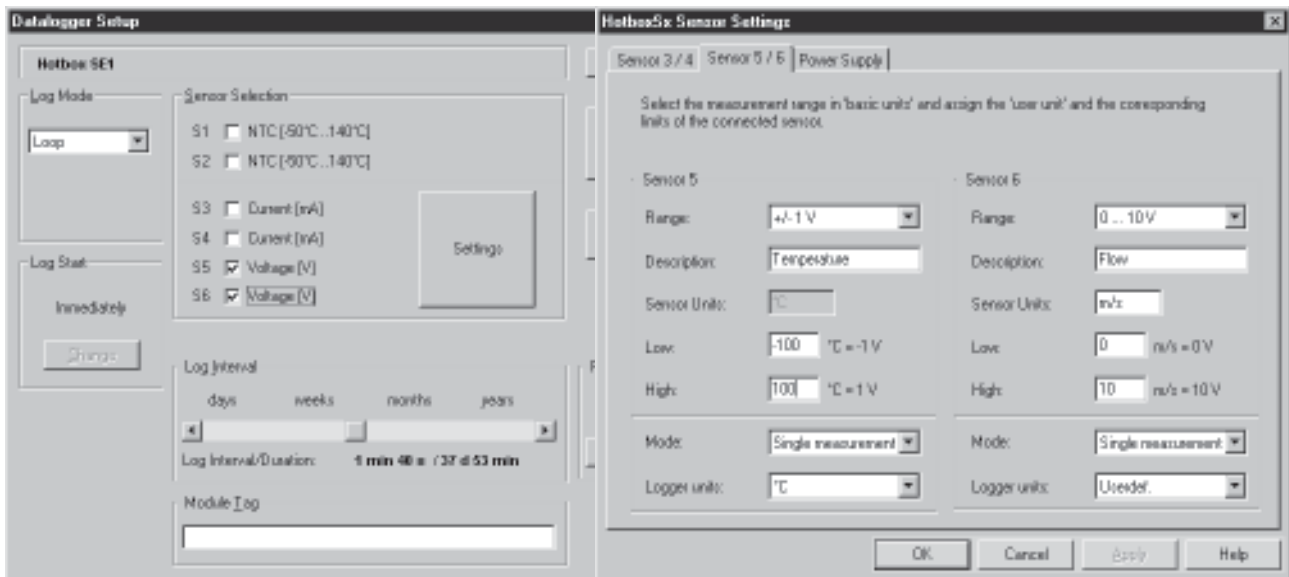 Datalogger Setup
Hotbox SE1
Log Mode
Loop
Log Start
Immediately
Change
Sensor Selection
S1 NTC [-50°C...140°C]
S2 NTC [-50°C...140°C]
S3 Current [mA]
S4 Current [mA]
S5 Voltage [V]
S6 Voltage [V]
Settings
Log Interval
days weeks months years
Log Interval/Duration: 1 min 40 s / 37 d 53 min
Module Tag
HotboxSx Sensor Settings
Sensor 3 / 4 Sensor 5 / 6 Power Supply
Select the measurement range in 'basic units' and assign the 'user unit' and the corresponding
limits of the connected sensor.
Sensor 5
Range: +/-1 V
Description: Temperature
Sensor Units: °C
Low: -100 °C = -1 V
High: 100 °C = 1 V
Mode: Single measurement
Logger units: °C
Sensor 6
Range: 0 ... 10 V
Description: Flow
Sensor Units: m/s
Low: 0 m/s = 0 V
High: 10 m/s = 10 V
Mode: Single measurement
Logger units: Userdef.
OK Cancel Apply Help